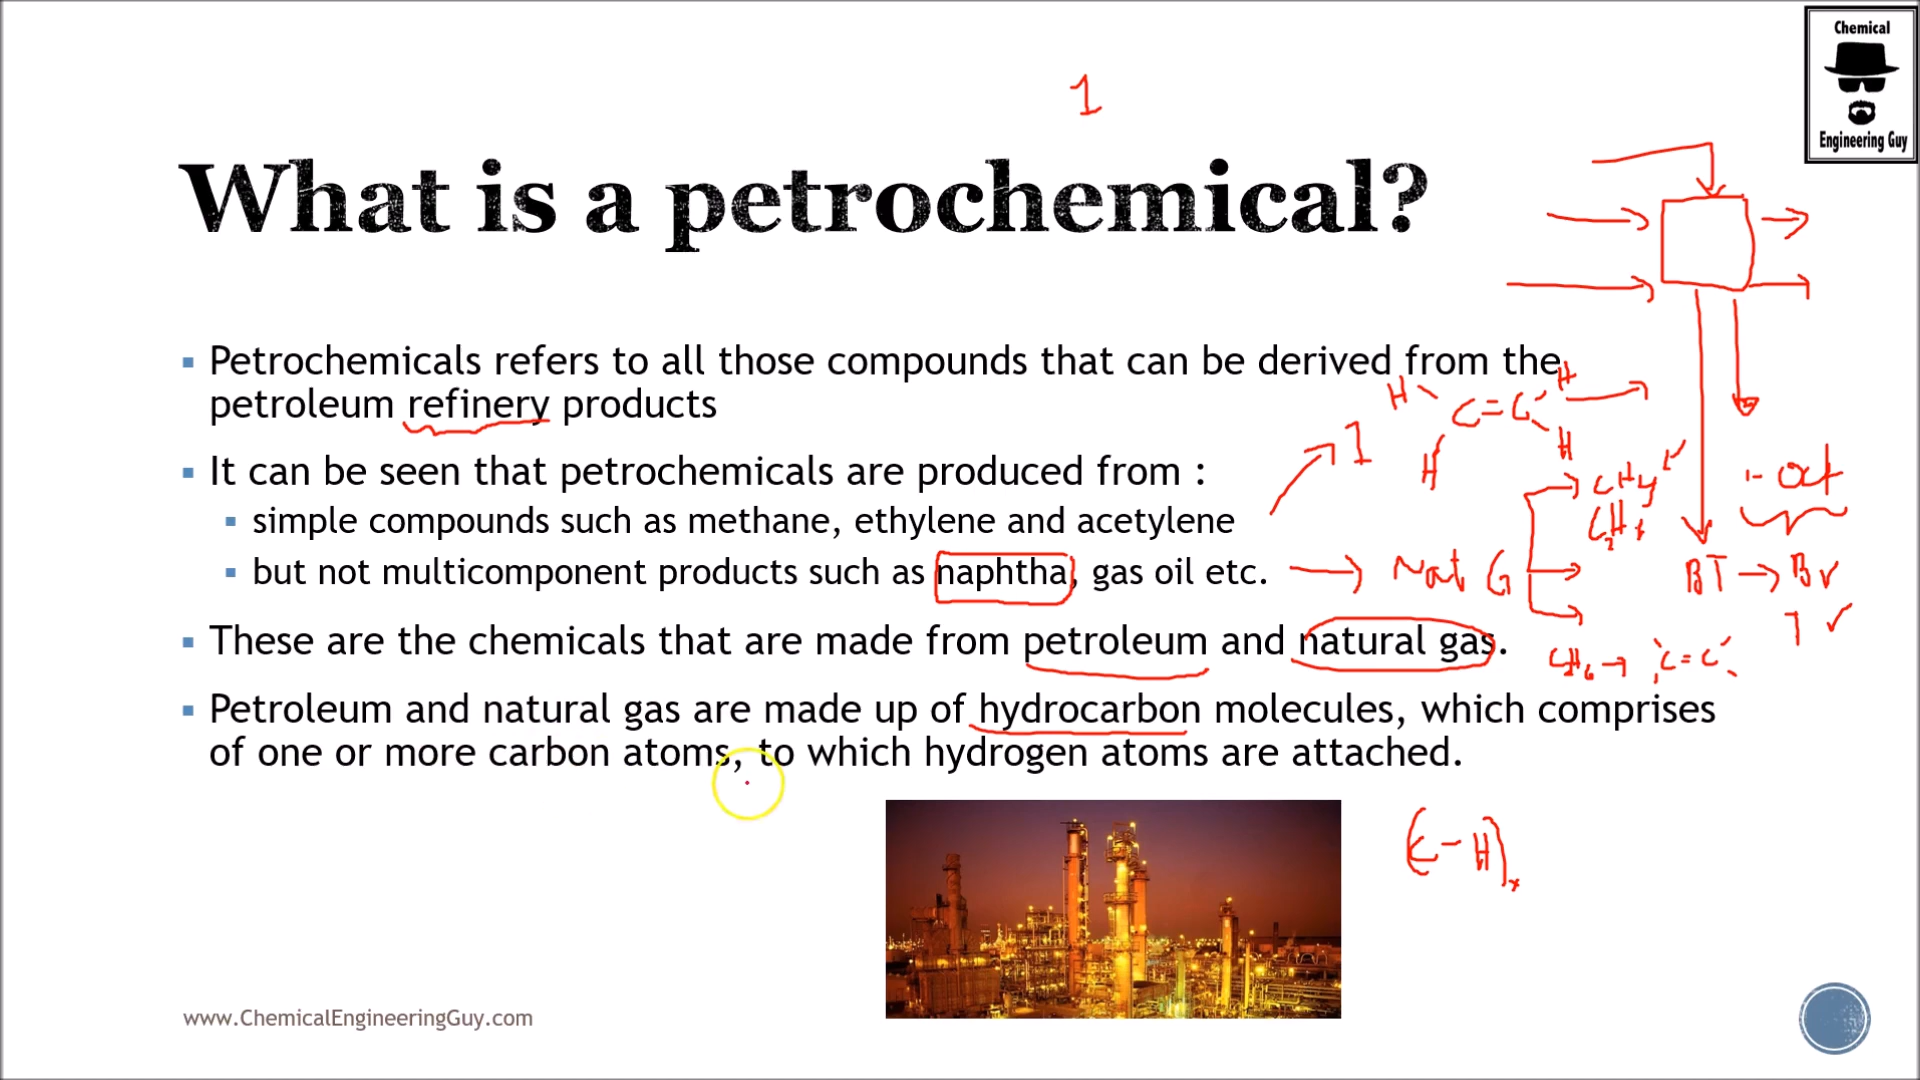 Chemical
Engineering Guy
1
What is a petrochemical?
Petrochemicals refers to all those compounds that can be derived from the
petroleum refinery products
It can be seen that petrochemicals are produced from :
simple compounds such as methane, ethylene and acetylene
but not multicomponent products such as naphtha, gas oil etc.
These are the chemicals that are made from petroleum and natural gas.
Petroleum and natural gas are made up of hydrocarbon molecules, which comprises
of one or more carbon atoms, to which hydrogen atoms are attached.
H H
C=C
H H
1
CH4
Nat G
BT → B ✓
T ✓
C=C
(C-H)x
www.ChemicalEngineeringGuy.com